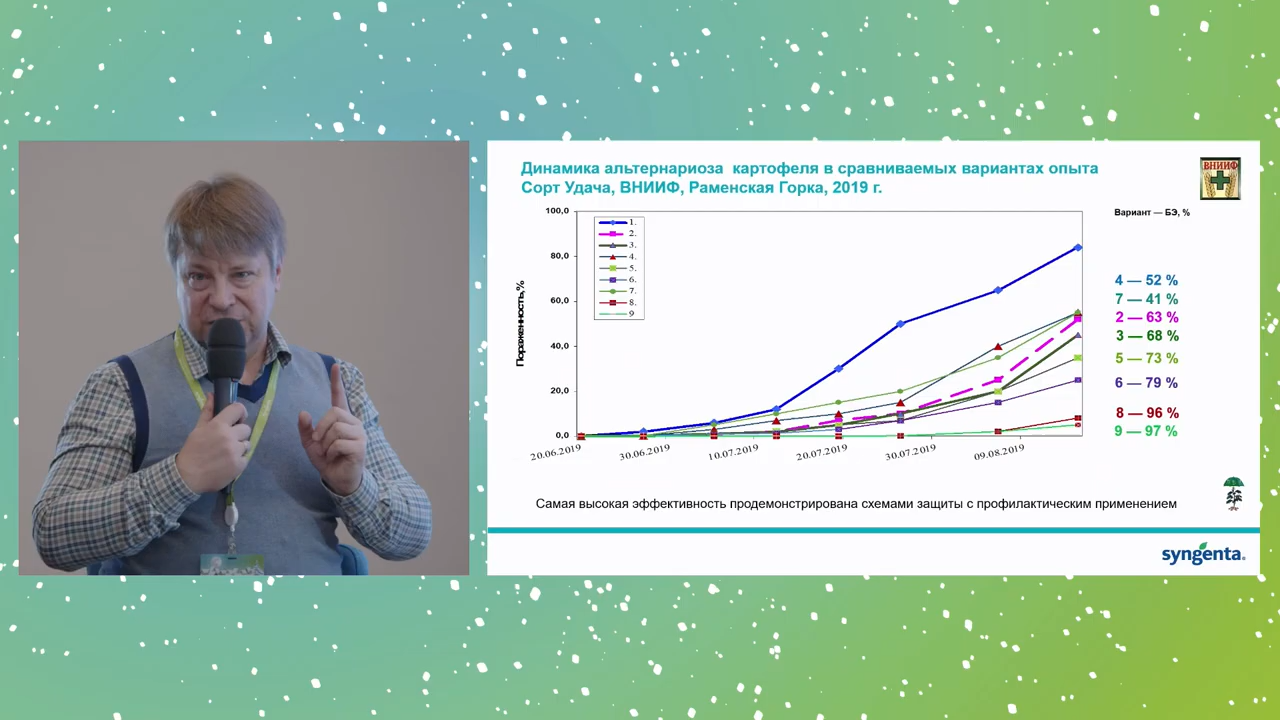 Динамика альтернариоза картофеля в сравниваемых вариантах опыта
Сорт Удача, ВНИИФ, Раменская Горка, 2019 г.
ВНИИФ
Вариант — БЭ, %
100,0
80,0
60,0
40,0
20,0
0,0
Пораженность,%
1.
2.
3.
4.
5.
6.
7.
8.
9
20.06.2019
30.06.2019
10.07.2019
20.07.2019
30.07.2019
09.08.2019
4 — 52 %
7 — 41 %
2 — 63 %
3 — 68 %
5 — 73 %
6 — 79 %
8 — 96 %
9 — 97 %
Самая высокая эффективность продемонстрирована схемами защиты с профилактическим применением
syngenta.